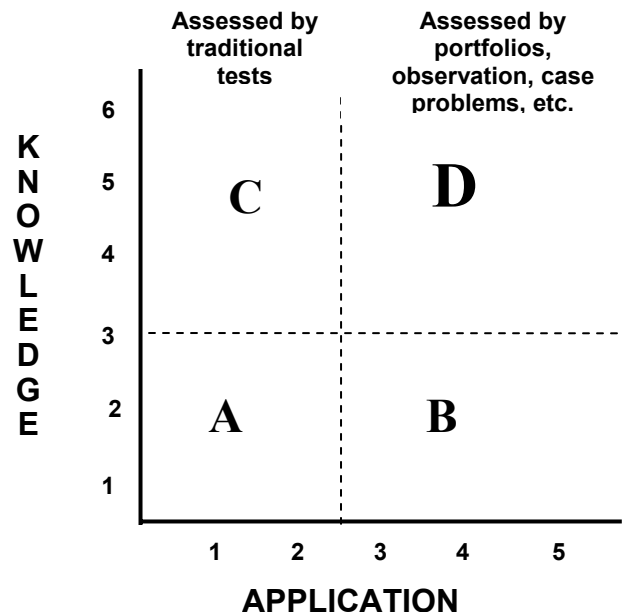 Assessed by
traditional
tests
Assessed by
portfolios,
observation, case
problems, etc.
KNOWLEDGE
6
5
4
3
2
1
C
D
A
B
1 2 3 4 5
APPLICATION